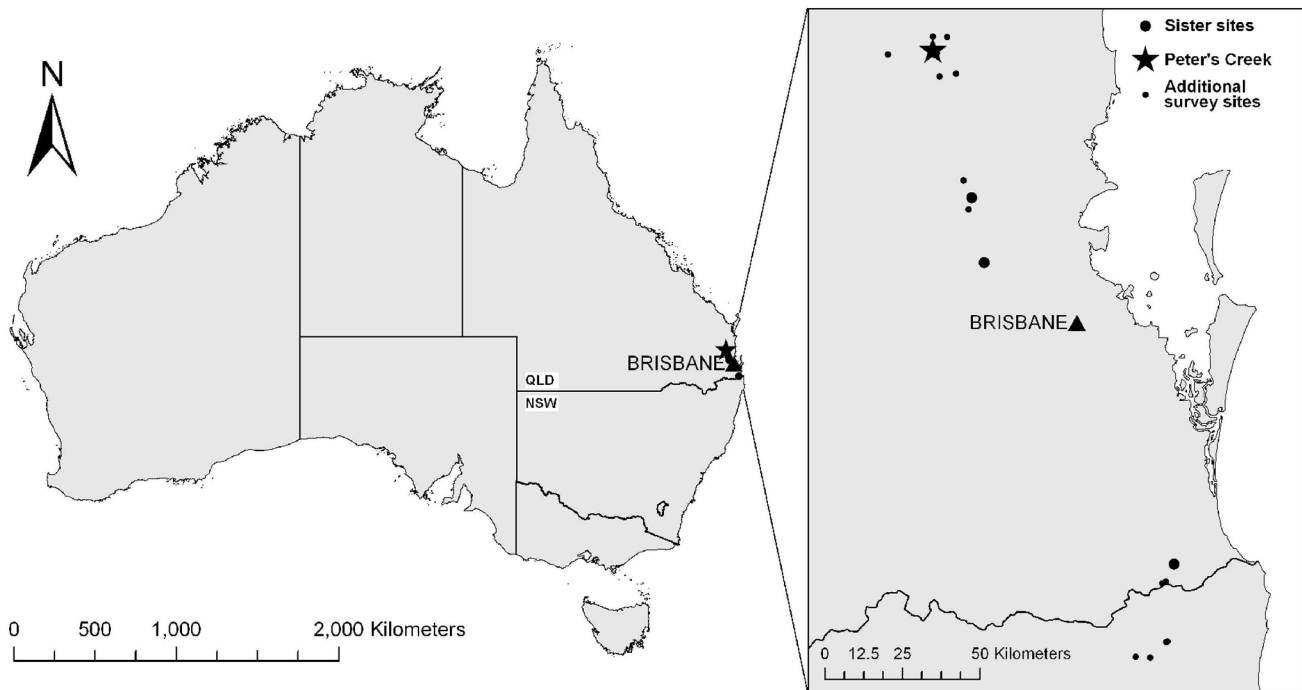 N
BRISBANE
QLD
NSW
0 500 1,000 2,000 Kilometers
Sister sites
Peter's Creek
Additional
survey sites
BRISBANE
0 12.5 25 50 Kilometers